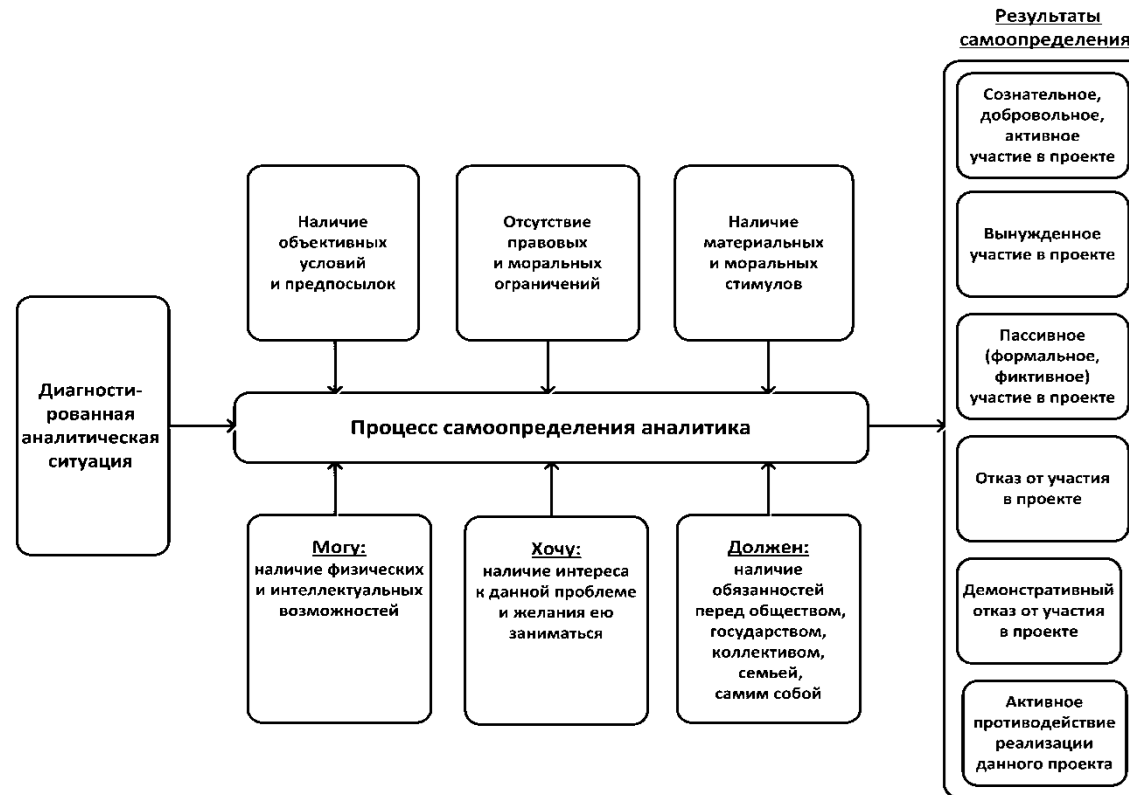 Результаты
самоопределения
Сознательное,
добровольное,
активное
участие в проекте
Вынужденное
участие в проекте
Пассивное
(формальное,
фиктивное)
участие в проекте
Отказ от участия
в проекте
Демонстративный
отказ от участия
в проекте
Активное
противодействие
реализации
данного проекта
Наличие
объективных
условий
и предпосылок
Отсутствие
правовых
и моральных
ограничений
Наличие
материальных
и моральных
стимулов
Диагности-
рованная
аналитическая
ситуация
Процесс самоопределения аналитика
Могу:
наличие физических
и интеллектуальных
возможностей
Хочу:
наличие интереса
к данной проблеме
и желания ею
заниматься
Должен:
наличие
обязанностей
перед обществом,
государством,
коллективом,
семьей,
самим собой